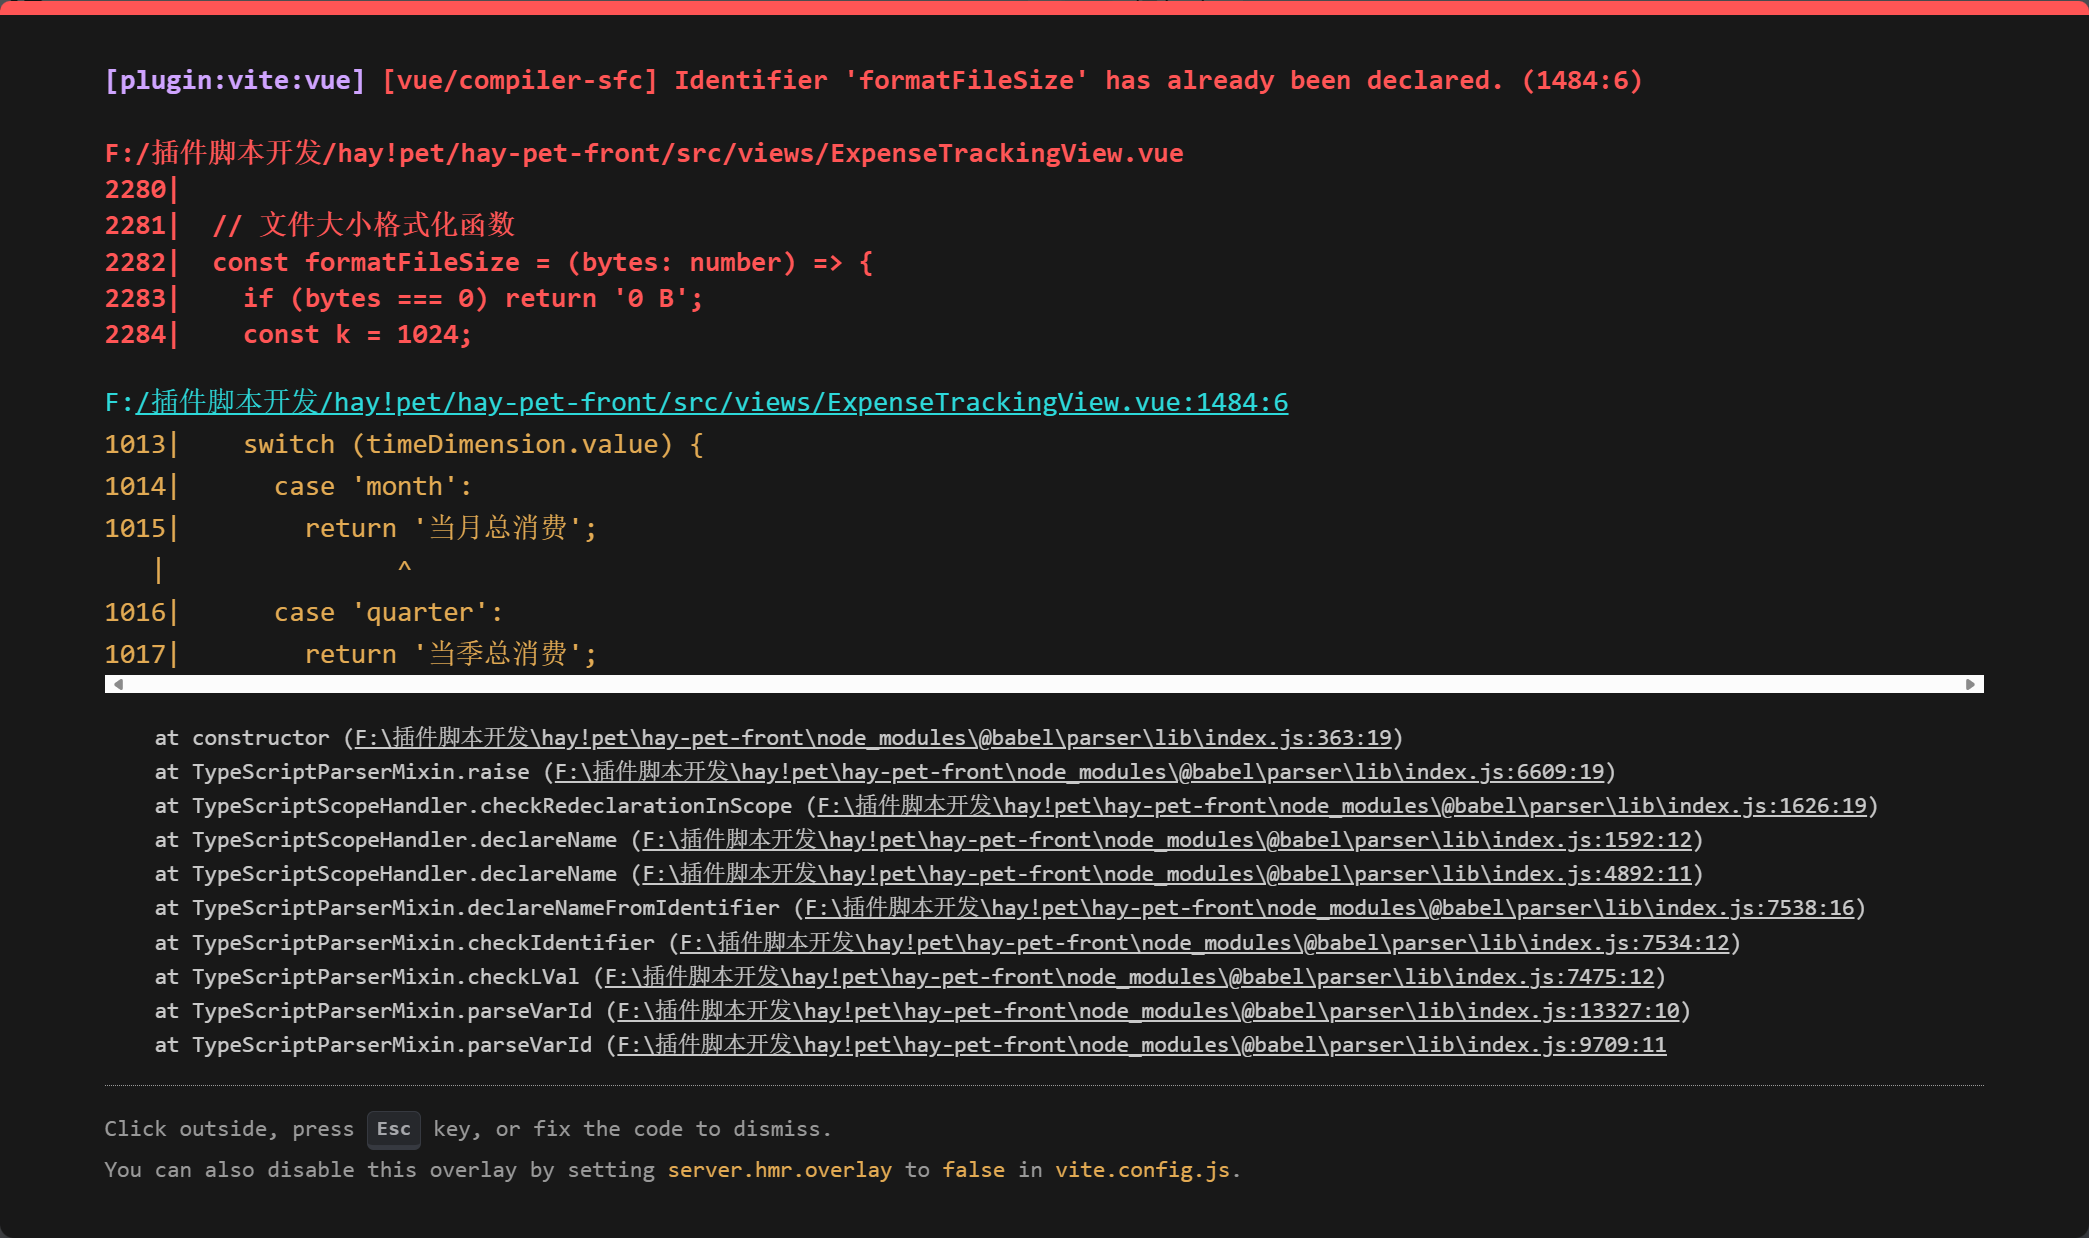 [plugin:vite:vue] [vue/compiler-sfc] Identifier 'formatFileSize' has already been declared. (1484:6)
F:/插件脚本开发/hay!pet/hay-pet-front/src/views/ExpenseTrackingView.vue
2280|
2281|  // 文件大小格式化函数
2282|  const formatFileSize = (bytes: number) => {
2283|    if (bytes === 0) return '0 B';
2284|    const k = 1024;
F:/插件脚本开发/hay!pet/hay-pet-front/src/views/ExpenseTrackingView.vue:1484:6
1013|    switch (timeDimension.value) {
1014|      case 'month':
1015|        return '当月总消费';
   |               ^
1016|      case 'quarter':
1017|        return '当季总消费';
    at constructor (F:\插件脚本开发\hay!pet\hay-pet-front\node_modules\@babel\parser\lib\index.js:363:19)
    at TypeScriptParserMixin.raise (F:\插件脚本开发\hay!pet\hay-pet-front\node_modules\@babel\parser\lib\index.js:6609:19)
    at TypeScriptScopeHandler.checkRedeclarationInScope (F:\插件脚本开发\hay!pet\hay-pet-front\node_modules\@babel\parser\lib\index.js:1626:19)
    at TypeScriptScopeHandler.declareName (F:\插件脚本开发\hay!pet\hay-pet-front\node_modules\@babel\parser\lib\index.js:1592:12)
    at TypeScriptScopeHandler.declareName (F:\插件脚本开发\hay!pet\hay-pet-front\node_modules\@babel\parser\lib\index.js:4892:11)
    at TypeScriptParserMixin.declareNameFromIdentifier (F:\插件脚本开发\hay!pet\hay-pet-front\node_modules\@babel\parser\lib\index.js:7538:16)
    at TypeScriptParserMixin.checkIdentifier (F:\插件脚本开发\hay!pet\hay-pet-front\node_modules\@babel\parser\lib\index.js:7534:12)
    at TypeScriptParserMixin.checkLVal (F:\插件脚本开发\hay!pet\hay-pet-front\node_modules\@babel\parser\lib\index.js:7475:12)
    at TypeScriptParserMixin.parseVarId (F:\插件脚本开发\hay!pet\hay-pet-front\node_modules\@babel\parser\lib\index.js:13327:10)
    at TypeScriptParserMixin.parseVarId (F:\插件脚本开发\hay!pet\hay-pet-front\node_modules\@babel\parser\lib\index.js:9709:11
Click outside, press Esc key, or fix the code to dismiss.
You can also disable this overlay by setting server.hmr.overlay to false in vite.config.js.